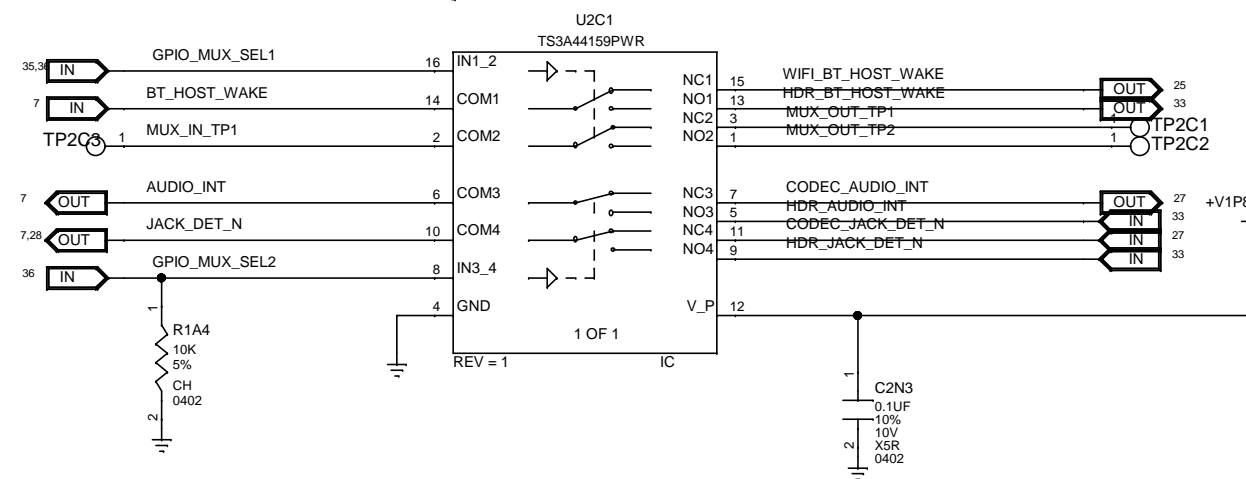 U2C1
TS3A44159PWR
35,36 IN GPIO_MUX_SEL1 16 IN1_2
7 IN BT_HOST_WAKE 14 COM1
TP2C3 1 MUX_IN_TP1 2 COM2
NC1 15 WIFI_BT_HOST_WAKE OUT 25
NO1 13 HDR_BT_HOST_WAKE OUT 33
NC2 3 MUX_OUT_TP1 1 TP2C1
NO2 1 MUX_OUT_TP2 1 TP2C2
7 OUT AUDIO_INT 6 COM3
7,28 OUT JACK_DET_N 10 COM4
36 IN GPIO_MUX_SEL2 8 IN3_4
NC3 7 CODEC_AUDIO_INT OUT 27
+V1P8
NO3 5 HDR_AUDIO_INT IN 33
NC4 11 CODEC_JACK_DET_N IN 27
NO4 9 HDR_JACK_DET_N IN 33
4 GND
V_P 12
1 OF 1
REV = 1 IC
1
R1A4
10K
5%
CH
0402
2
1
C2N3
0.1UF
10%
10V
2 X5R
0402